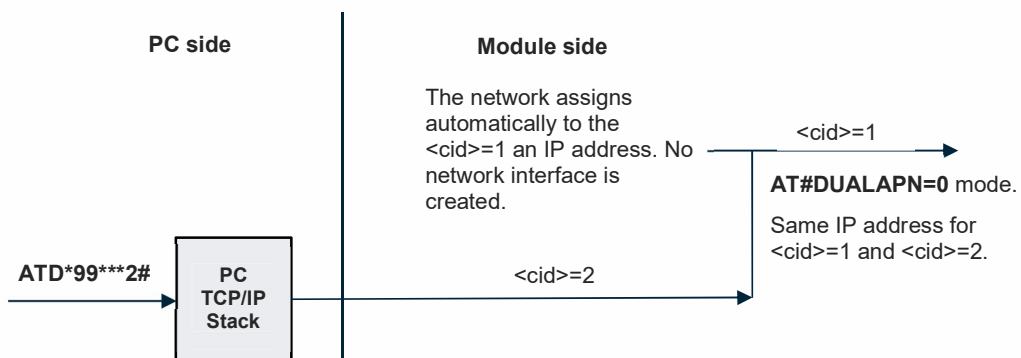 PC side
Module side
The network assigns
automatically to the
<cid>=1 an IP address. No
network interface is
created.
<cid>=1
AT#DUALAPN=0 mode.
Same IP address for
<cid>=1 and <cid>=2.
ATD*99***2#
PC
TCP/IP
Stack
<cid>=2